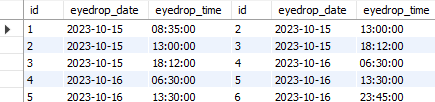 id eyedrop_date eyedrop_time id eyedrop_date eyedrop_time
1 2023-10-15 08:35:00 2 2023-10-15 13:00:00
2 2023-10-15 13:00:00 3 2023-10-15 18:12:00
3 2023-10-15 18:12:00 4 2023-10-16 06:30:00
4 2023-10-16 06:30:00 5 2023-10-16 13:30:00
5 2023-10-16 13:30:00 6 2023-10-16 23:45:00